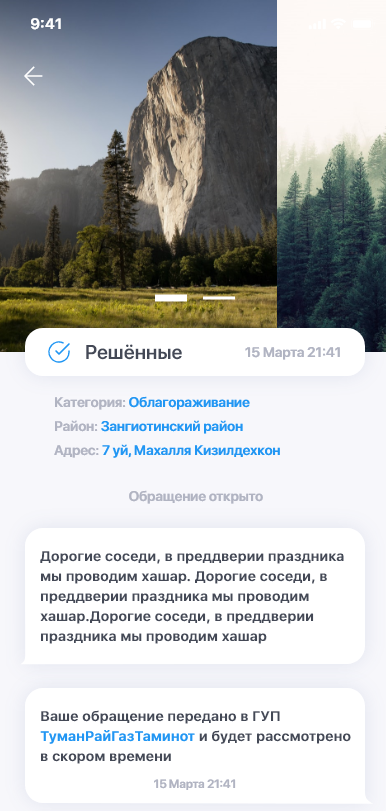 9:41
Решённые 15 Марта 21:41
Категория: Облагораживание
Район: Зангиотинский район
Адрес: 7 уй, Махалля Кизилдехкон
Обращение открыто
Дорогие соседи, в преддверии праздника
мы проводим хашар. Дорогие соседи, в
преддверии праздника мы проводим
хашар.Дорогие соседи, в преддверии
праздника мы проводим хашар
Ваше обращение передано в ГУП
ТуманРайГазТаминот и будет рассмотрено
в скором времени
15 Марта 21:41